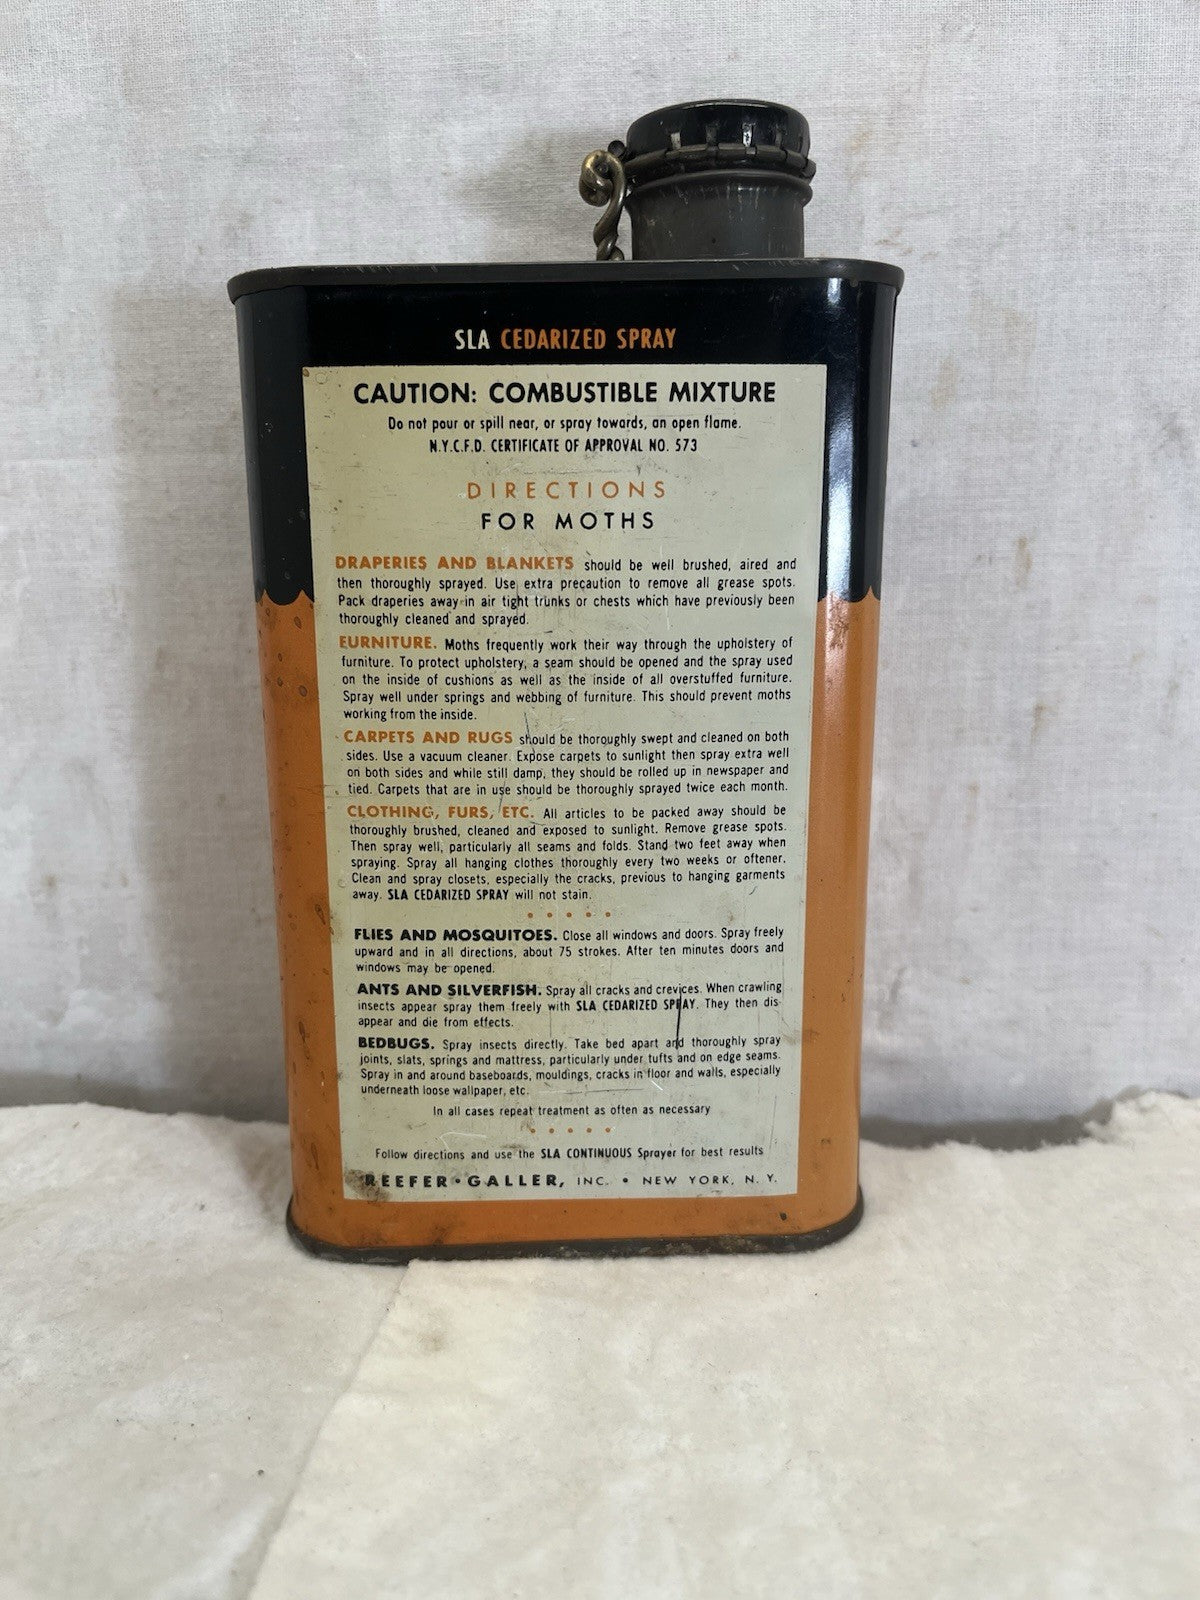 SLA CEDARIZED SPRAY
CAUTION: COMBUSTIBLE MIXTURE
Do not pour or spill near, or spray towards, an open flame.
N.Y.C.F.D. CERTIFICATE OF APPROVAL NO. 573
DIRECTIONS
FOR MOTHS
DRAPERIES AND BLANKETS should be well brushed, aired and
then thoroughly sprayed. Use extra precaution to remove all grease spots.
Pack draperies away in air tight trunks or chests which have previously been
thoroughly cleaned and sprayed.
FURNITURE. Moths frequently work their way through the upholstery of
furniture. To protect upholstery, a seam should be opened and the spray used
on the inside of cushions as well as the inside of all overstuffed furniture.
Spray well under springs and webbing of furniture. This should prevent moths
working from the inside.
CARPETS AND RUGS should be thoroughly swept and cleaned on both
sides. Use a vacuum cleaner. Expose carpets to sunlight then spray extra well
on both sides and while still damp, they should be rolled up in newspaper and
tied. Carpets that are in use should be thoroughly sprayed twice each month.
CLOTHING, FURS, ETC. All articles to be packed away should be
thoroughly brushed, cleaned and exposed to sunlight. Remove grease spots.
Then spray well, particularly all seams and folds. Stand two feet away when
spraying. Spray all hanging clothes thoroughly every two weeks or oftener.
Clean and spray closets, especially the cracks, previous to hanging garments
away. SLA CEDARIZED SPRAY will not stain.
FLIES AND MOSQUITOES. Close all windows and doors. Spray freely
upward and in all directions, about 75 strokes. After ten minutes doors and
windows may be opened.
ANTS AND SILVERFISH. Spray all cracks and crevices. When crawling
insects appear spray them freely with SLA CEDARIZED SPRAY. They then dis-
appear and die from effects.
BEDBUGS. Spray insects directly. Take bed apart and thoroughly spray
joints, slats, springs and mattress, particularly under tufts and on edge seams.
Spray in and around baseboards, mouldings, cracks in floor and walls, especially
underneath loose wallpaper, etc.
In all cases repeat treatment as often as necessary
Follow directions and use the SLA CONTINUOUS Sprayer for best results
REEFER•GALLER, INC. • NEW YORK, N. Y.